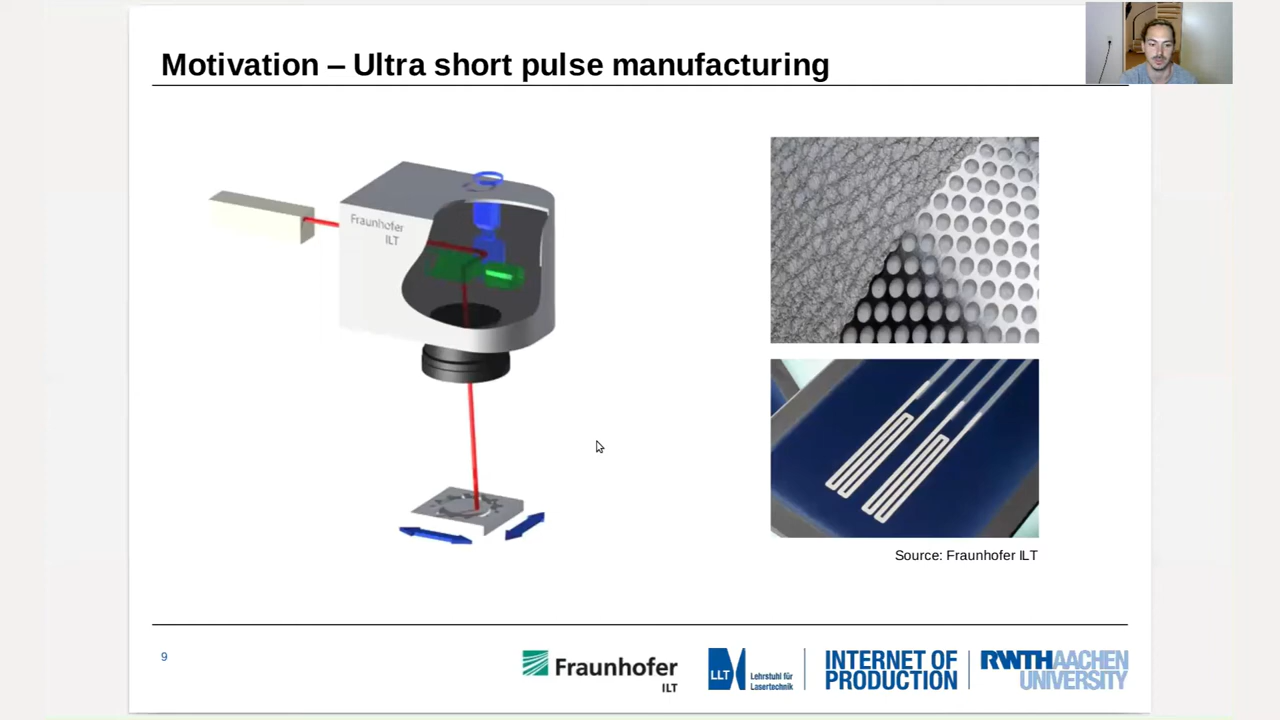 Motivation – Ultra short pulse manufacturing
Fraunhofer
ILT
Source: Fraunhofer ILT
9
Fraunhofer
ILT
LLT
Lehrstuhl für
Lasertechnik
INTERNET OF
PRODUCTION
RWTHAACHEN
UNIVERSITY